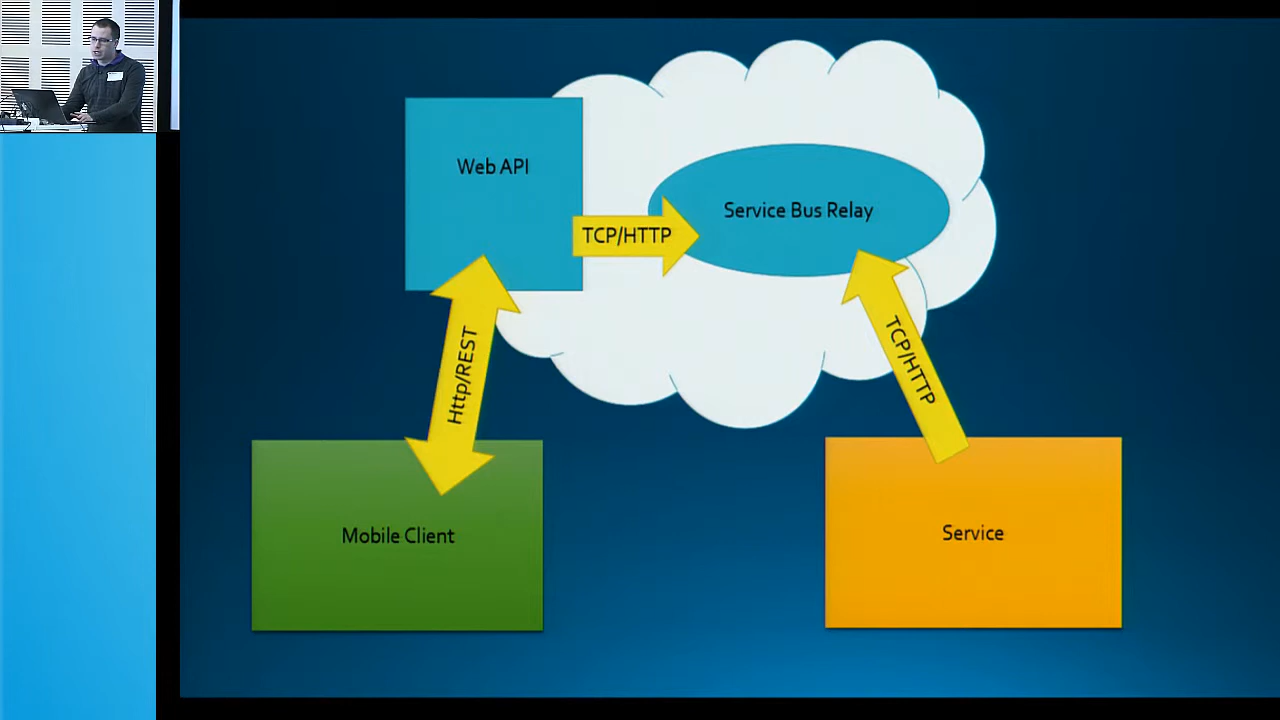 Web API
Service Bus Relay
TCP/HTTP
Http/REST
TCP/HTTP
Mobile Client
Service